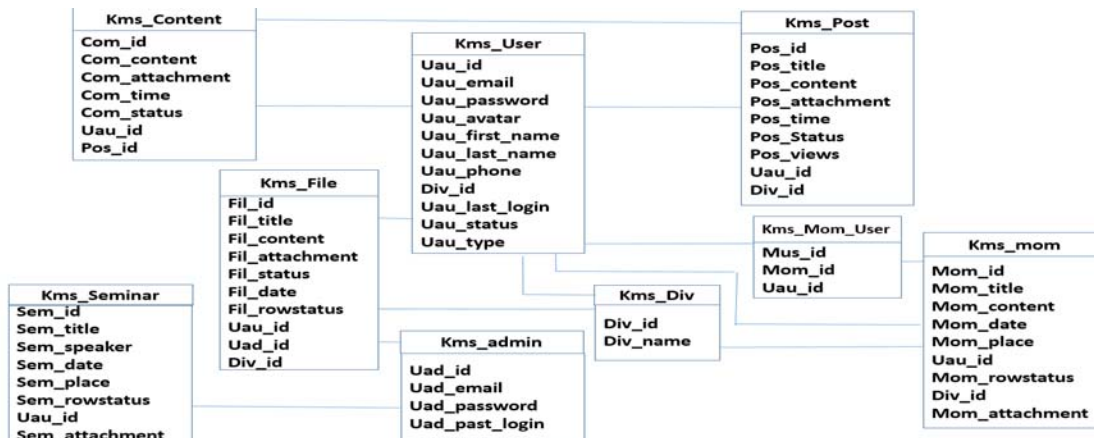 Kms_Content
Com_id
Com_content
Com_attachment
Com_time
Com_status
Uau_id
Pos_id
Kms_User
Uau_id
Uau_email
Uau_password
Uau_avatar
Uau_first_name
Uau_last_name
Uau_phone
Div_id
Uau_last_login
Uau_status
Uau_type
Kms_Post
Pos_id
Pos_title
Pos_content
Pos_attachment
Pos_time
Pos_Status
Pos_views
Uau_id
Div_id
Kms_File
Fil_id
Fil_title
Fil_content
Fil_attachment
Fil_status
Fil_date
Fil_rowstatus
Uau_id
Uad_id
Div_id
Kms_Mom_User
Mus_id
Mom_id
Uau_id
Kms_mom
Mom_id
Mom_title
Mom_content
Mom_date
Mom_place
Uau_id
Mom_rowstatus
Div_id
Mom_attachment
Kms_Seminar
Sem_id
Sem_title
Sem_speaker
Sem_date
Sem_place
Sem_rowstatus
Uau_id
Sem_attachment
Kms_admin
Uad_id
Uad_email
Uad_password
Uad_past_login
Kms_Div
Div_id
Div_name